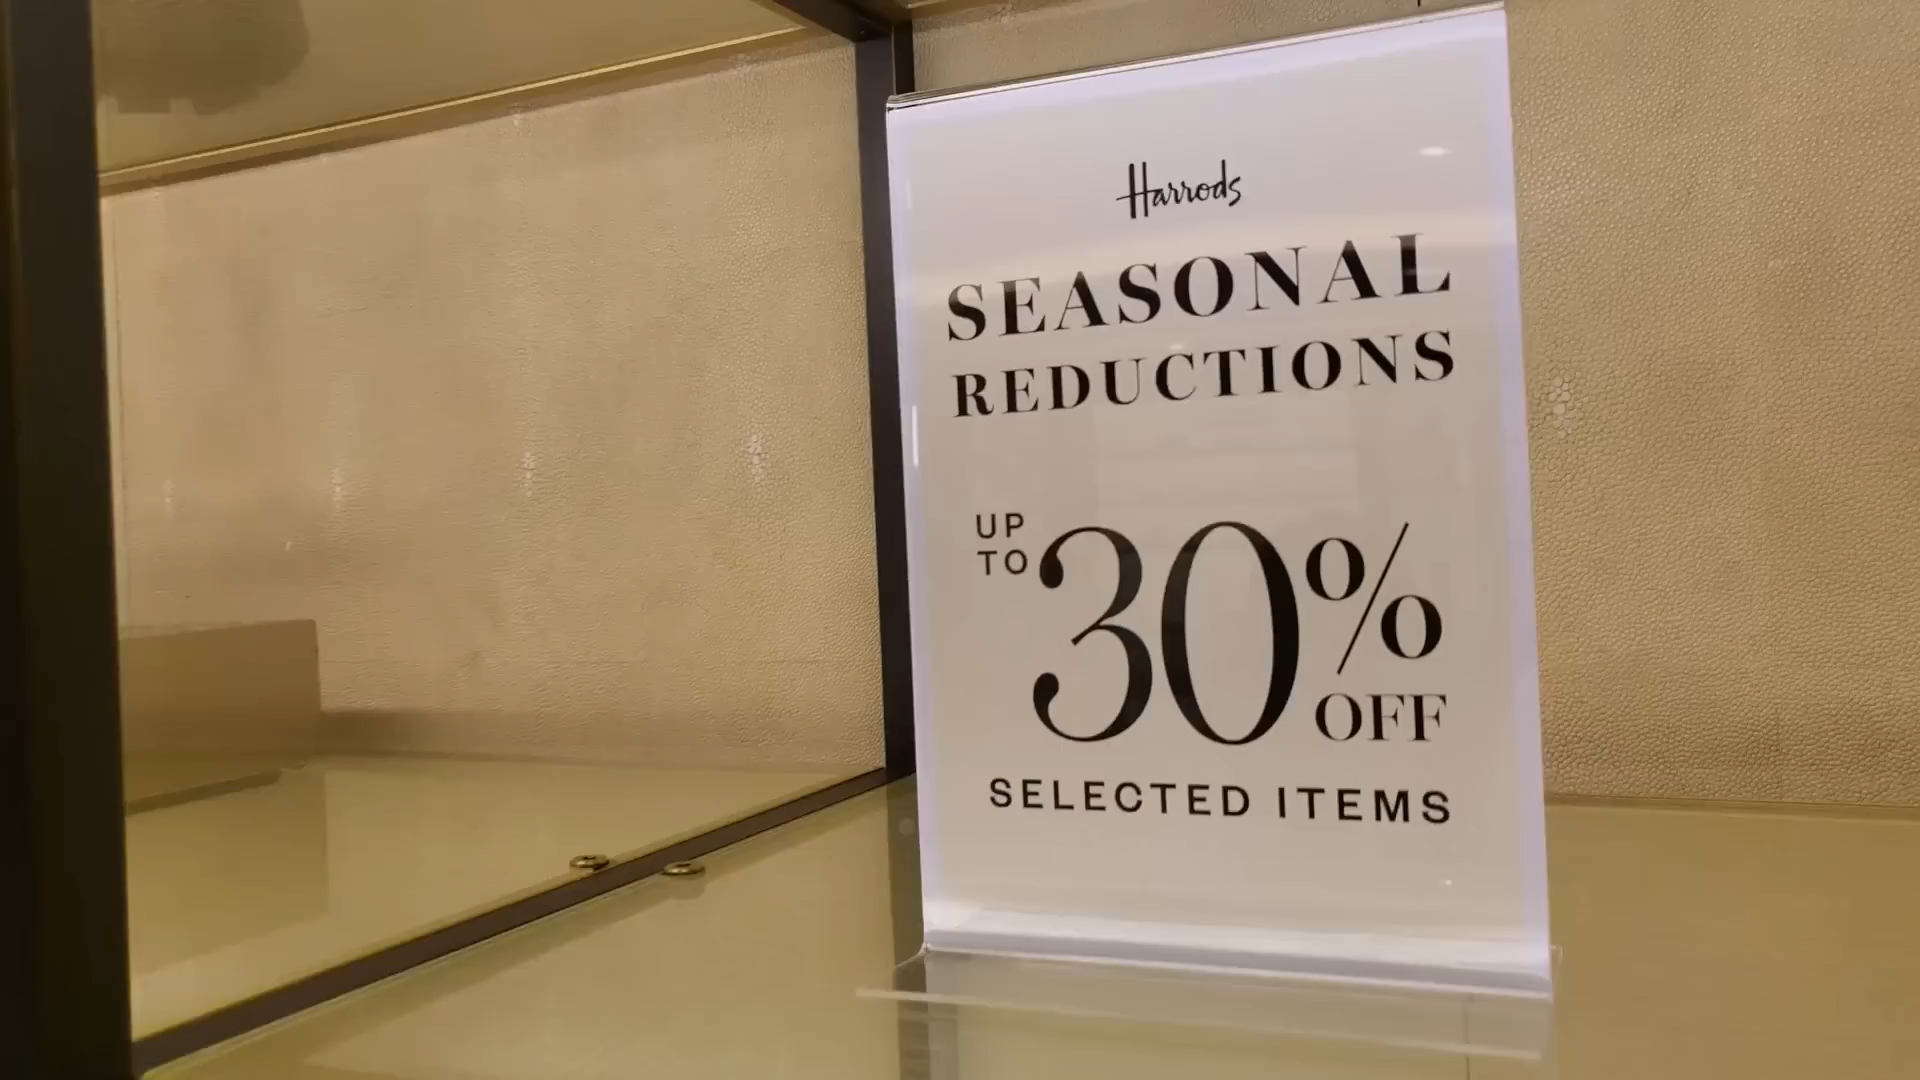 Harrods
SEASONAL
REDUCTIONS
UP
TO
30%
OFF
SELECTED ITEMS